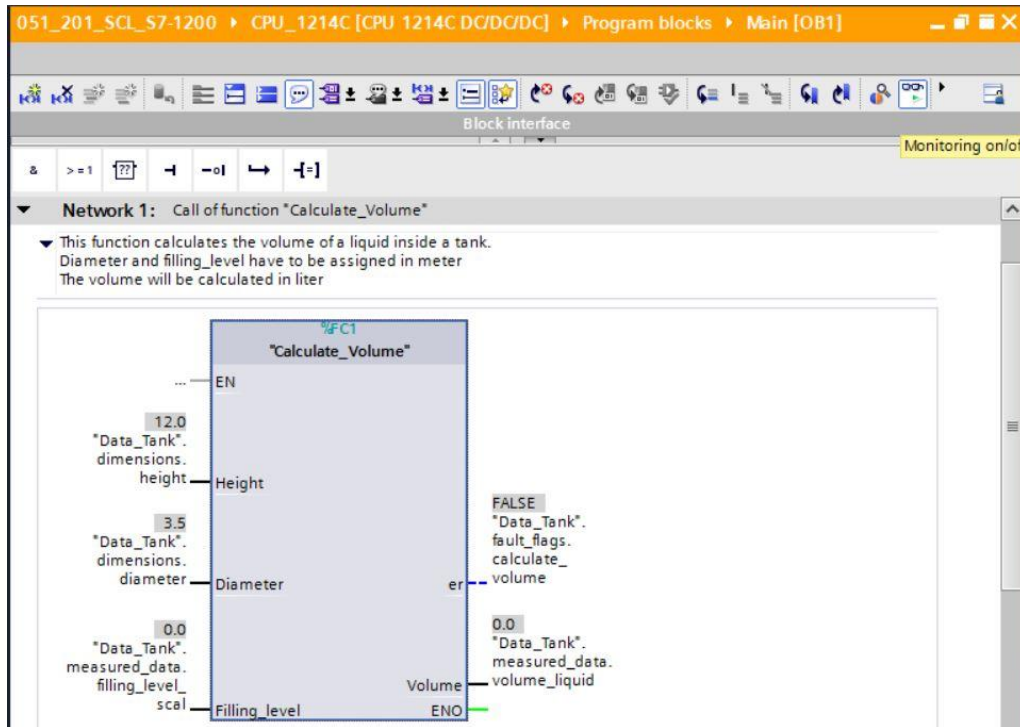 051_201_SCL_S7-1200 ▸ CPU_1214C [CPU 1214C DC/DC/DC] ▸ Program blocks ▸ Main [OB1]
Block interface
Monitoring on/of
& >=1 ?? -o| -[=]
Network 1: Call of function "Calculate_Volume"
This function calculates the volume of a liquid inside a tank.
Diameter and filling_level have to be assigned in meter
The volume will be calculated in liter
%FC1
"Calculate_Volume"
... EN
12.0
"Data_Tank".
dimensions.
height
Height
3.5
"Data_Tank".
dimensions.
diameter
Diameter
0.0
"Data_Tank".
measured_data.
filling_level_
scal
Filling_level
FALSE
"Data_Tank".
fault_flags.
calculate_
volume
er
0.0
"Data_Tank".
measured_data.
volume_liquid
Volume
ENO